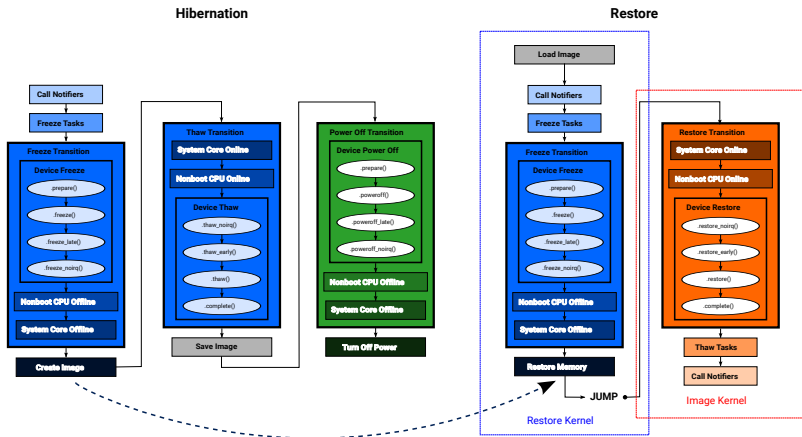 Hibernation
Call Notifiers
Freeze Tasks
Freeze Transition
Device Freeze
.prepare()
.freeze()
.freeze_late()
.freeze_noirq()
Nonboot CPU Offline
System Core Offline
Create Image
Thaw Transition
System Core Online
Nonboot CPU Online
Device Thaw
.thaw_noirq()
.thaw_early()
.thaw()
.complete()
Save Image
Power Off Transition
Device Power Off
.prepare()
.poweroff()
.poweroff_late()
.poweroff_noirq()
Nonboot CPU Offline
System Core Offline
Turn Off Power
Restore
Load Image
Call Notifiers
Freeze Tasks
Freeze Transition
Device Freeze
.prepare()
.freeze()
.freeze_late()
.freeze_noirq()
Nonboot CPU Offline
System Core Offline
Restore Memory
JUMP
Restore Kernel
Restore Transition
System Core Online
Nonboot CPU Online
Device Restore
.restore_noirq()
.restore_early()
.restore()
.complete()
Thaw Tasks
Call Notifiers
Image Kernel